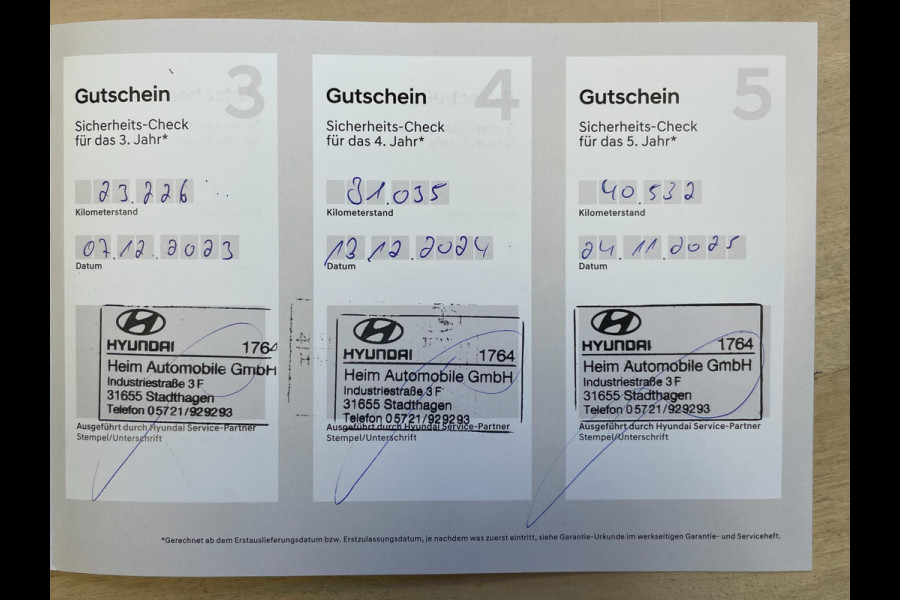 3
Gutschein
Sicherheits-Check
für das 3. Jahr*
23.226
Kilometerstand
07.12.2023
Datum
HYUNDAI 1764
Heim Automobile GmbH
Industriestraße 3 F
31655 Stadthagen
Telefon 05721/929293
Ausgeführt durch Hyundai Service-Partner
Stempel/Unterschrift
4
Gutschein
Sicherheits-Check
für das 4. Jahr*
31.035
Kilometerstand
13.12.2024
Datum
HYUNDAI 1764
Heim Automobile GmbH
Industriestraße 3 F
31655 Stadthagen
Telefon 05721/929293
Ausgeführt durch Hyundai Service-Partner
Stempel/Unterschrift
5
Gutschein
Sicherheits-Check
für das 5. Jahr*
40.532
Kilometerstand
24.11.2025
Datum
HYUNDAI 1764
Heim Automobile GmbH
Industriestraße 3 F
31655 Stadthagen
Telefon 05721/929293
Ausgeführt durch Hyundai Service-Partner
Stempel/Unterschrift
*Gerechnet ab dem Erstauslieferungsdatum bzw. Erstzulassungsdatum, je nachdem was zuerst eintritt, siehe Garantie-Urkunde im werkseitigen Garantie- und Serviceheft.